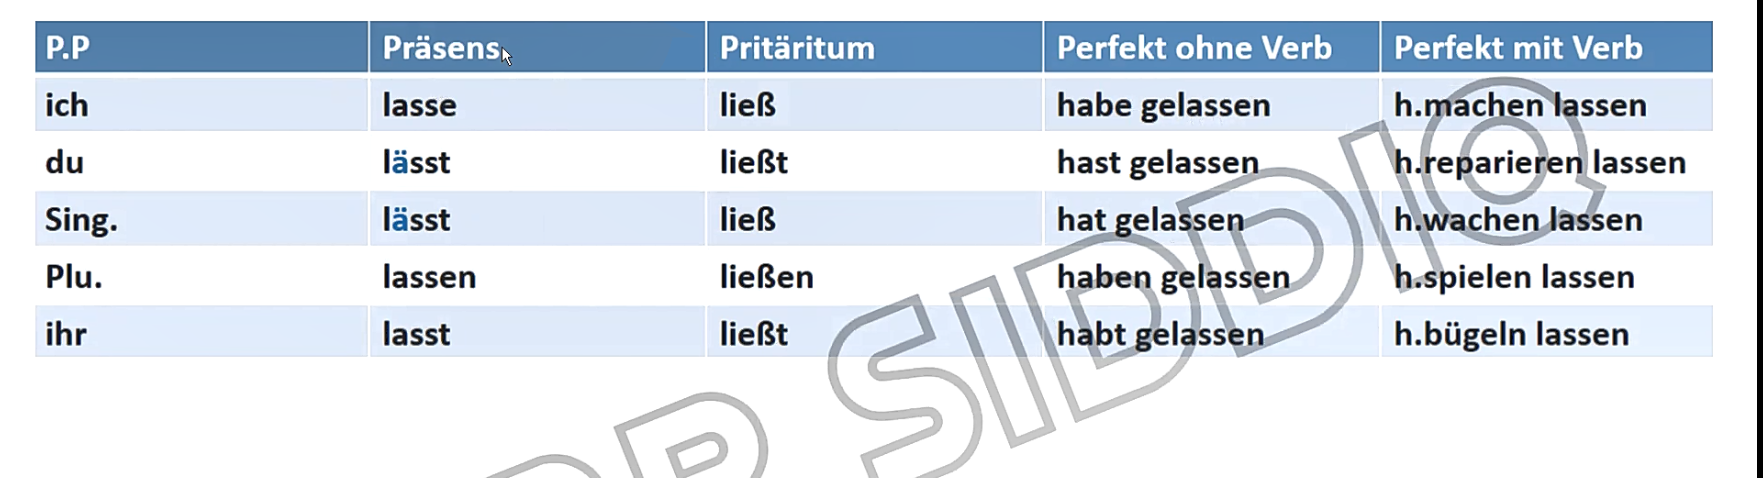 P.P Präsens Pritäritum Perfekt ohne Verb Perfekt mit Verb
ich lasse ließ habe gelassen h.machen lassen
du lässt ließt hast gelassen h.reparieren lassen
Sing. lässt ließ hat gelassen h.wachen lassen
Plu. lassen ließen haben gelassen h.spielen lassen
ihr lasst ließt habt gelassen h.bügeln lassen
SIDDIQ